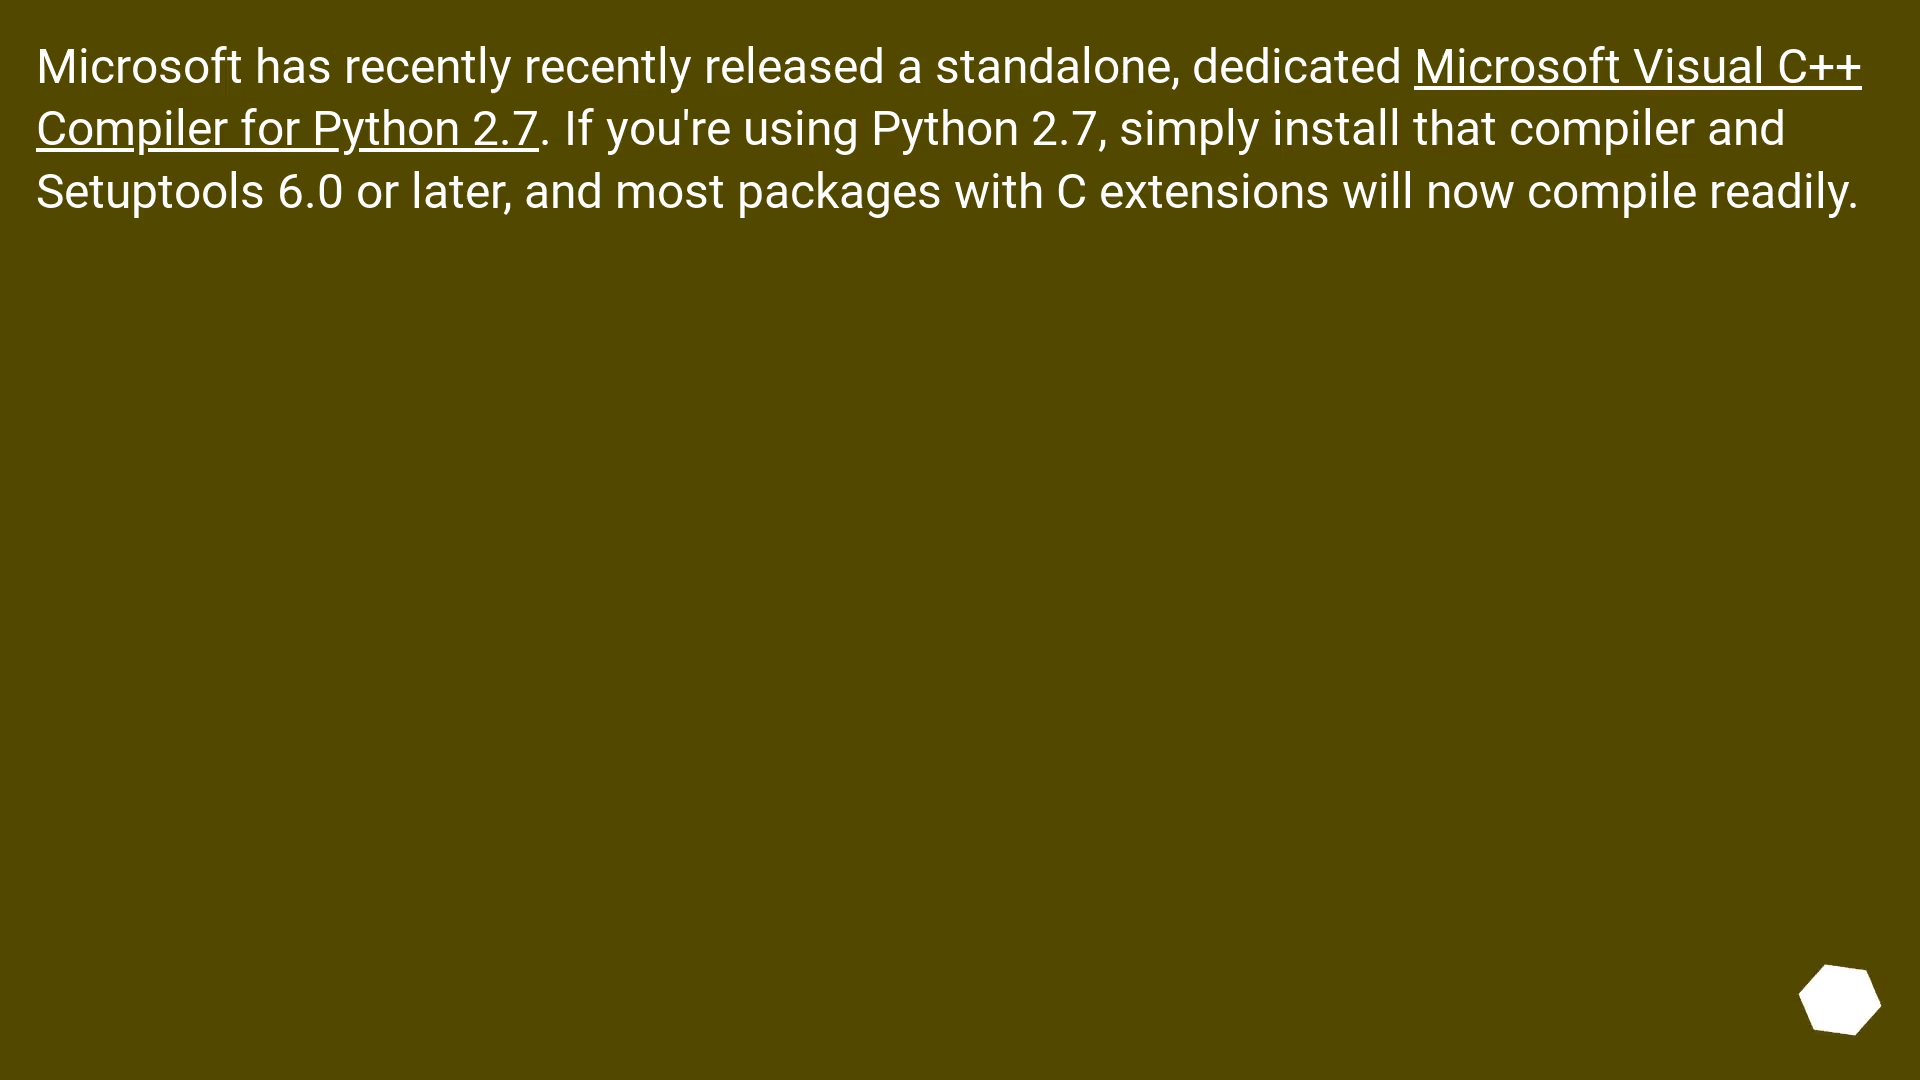 Microsoft has recently recently released a standalone, dedicated Microsoft Visual C++
Compiler for Python 2.7. If you're using Python 2.7, simply install that compiler and
Setuptools 6.0 or later, and most packages with C extensions will now compile readily.